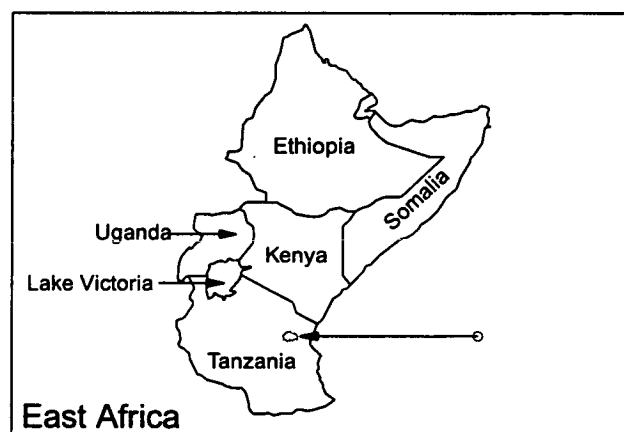 Ethiopia
Somalia
Uganda
Kenya
Lake Victoria
Tanzania
East Africa